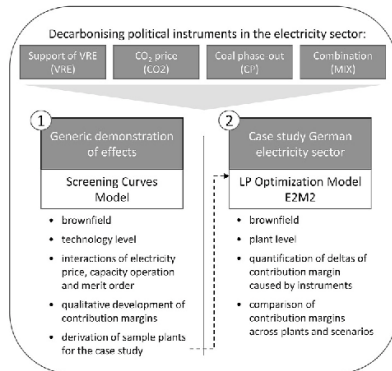 Decarbonising political instruments in the electricity sector:
Support of VRE
(VRE)
CO₂ price
(CO2)
Coal phase-out
(CP)
Combination
(MIX)
1
Generic demonstration
of effects
Screening Curves
Model
• brownfield
• technology level
• interactions of electricity
price, capacity operation
and merit order
• qualitative development of
contribution margins
• derivation of sample plants
for the case study
2
Case study German
electricity sector
LP Optimization Model
E2M2
• brownfield
• plant level
• quantification of deltas of
contribution margin
caused by instruments
• comparison of
contribution margins
across plants and scenarios